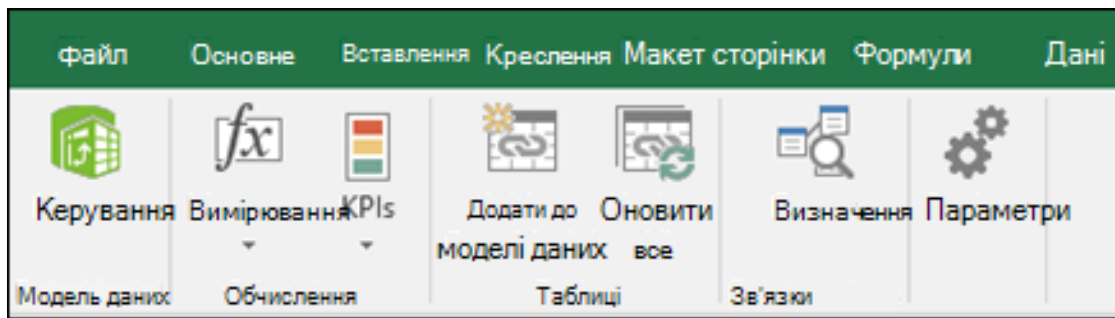 Файл Основне Вставлення Креслення Макет сторінки Формули Дані
Керування Вимірювання KPIs Додати до моделі даних Оновити все Визначення Параметри
Модель даних Обчислення Таблиці Зв'язки